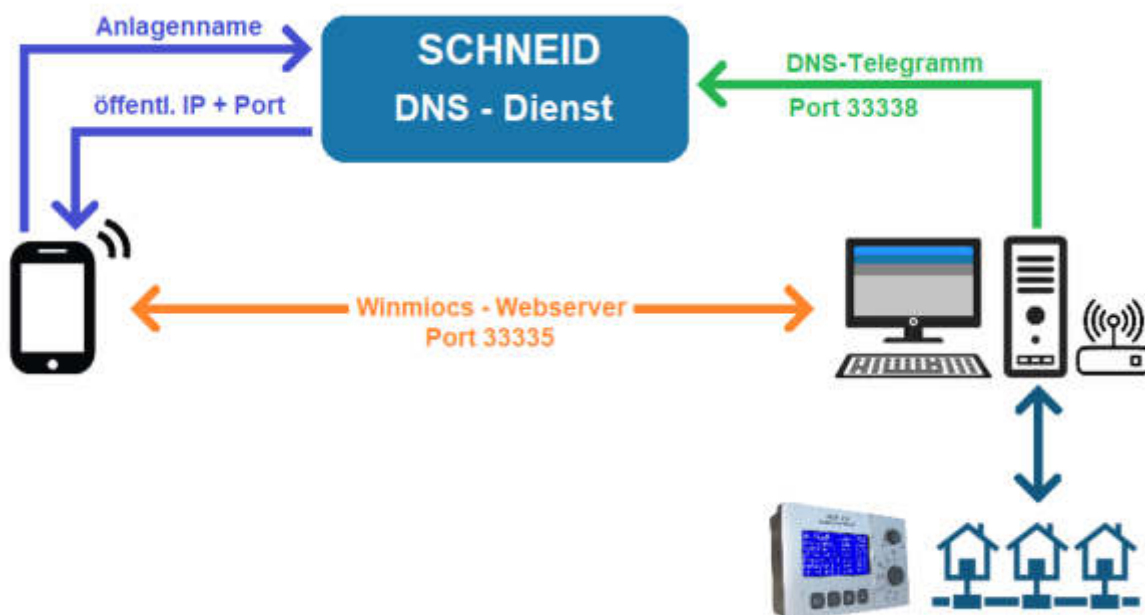 Anlagenname
SCHNEID
DNS - Dienst
DNS-Telegramm
Port 33338
öffentl. IP + Port
Winmiocs - Webserver
Port 33335